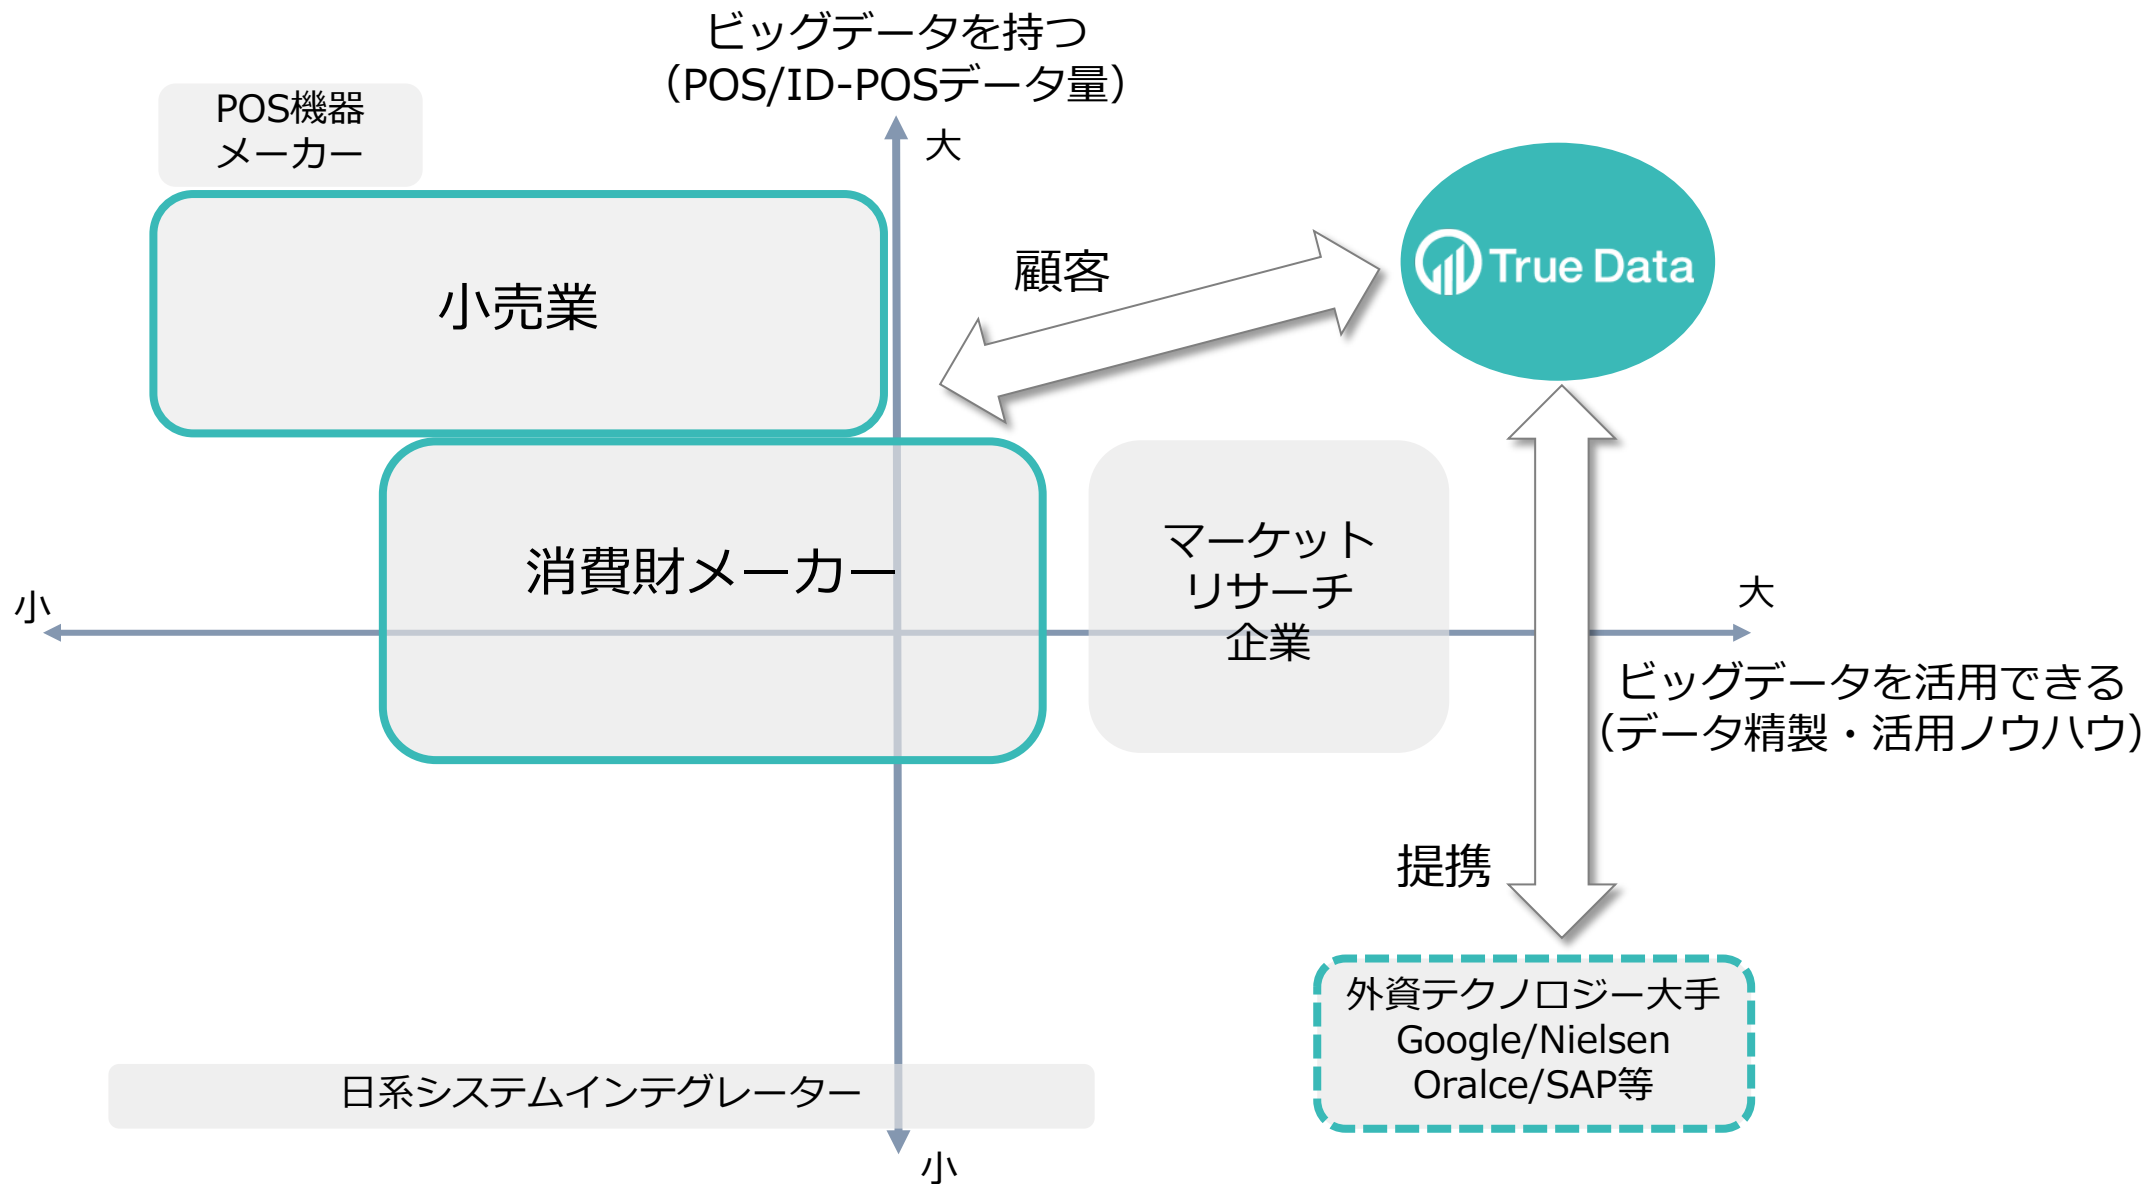 ビッグデータを持つ
（POS/ID-POSデータ量）
大
POS機器
メーカー
True Data
顧客
小売業
消費財メーカー
マーケット
リサーチ
企業
小
大
ビッグデータを活用できる
（データ精製・活用ノウハウ）
提携
外資テクノロジー大手
Google/Nielsen
Oralce/SAP等
日系システムインテグレーター
小